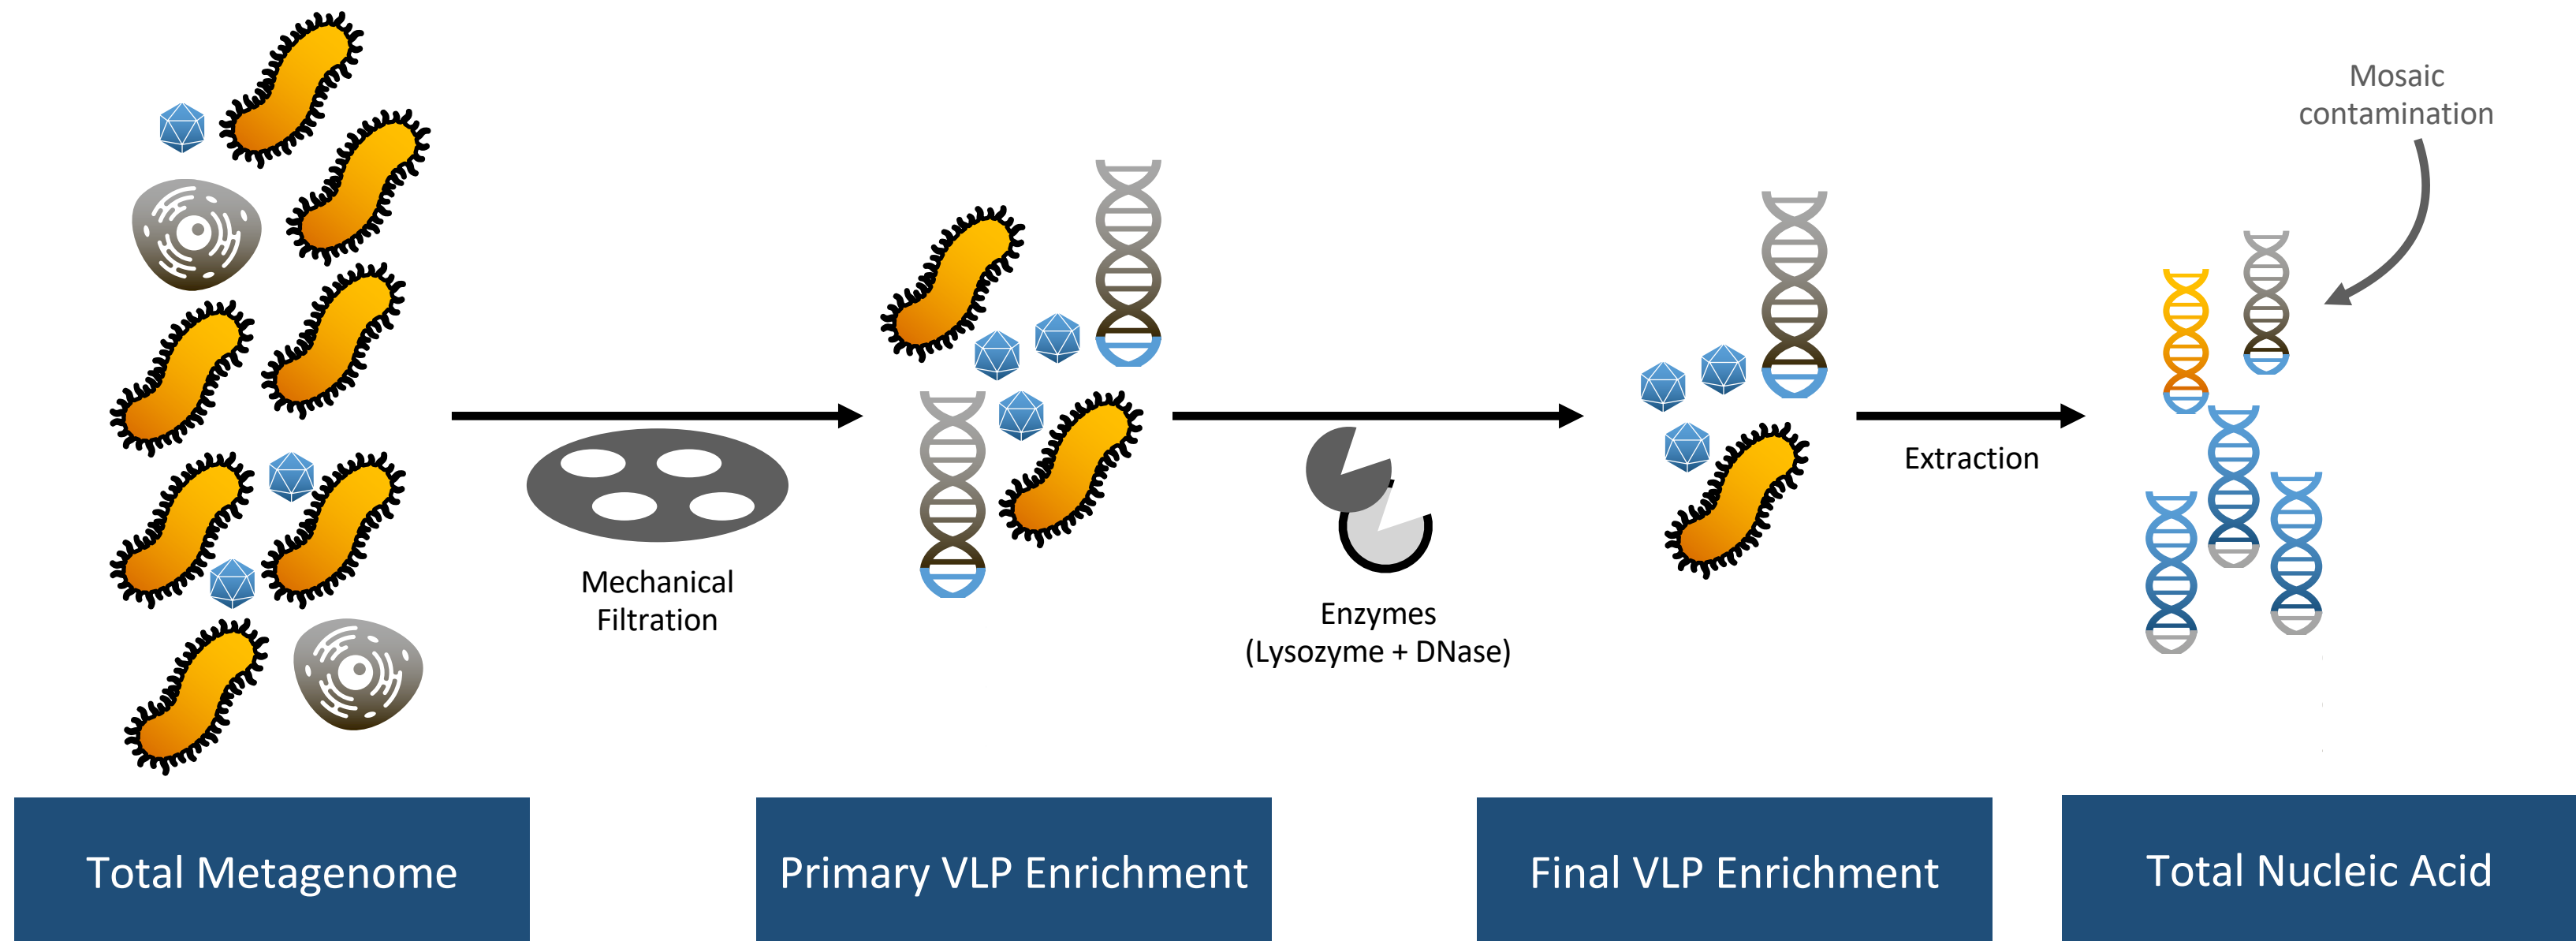 Mosaic
contamination
Mechanical
Filtration
Enzymes
(Lysozyme + DNase)
Extraction
Total Metagenome
Primary VLP Enrichment
Final VLP Enrichment
Total Nucleic Acid